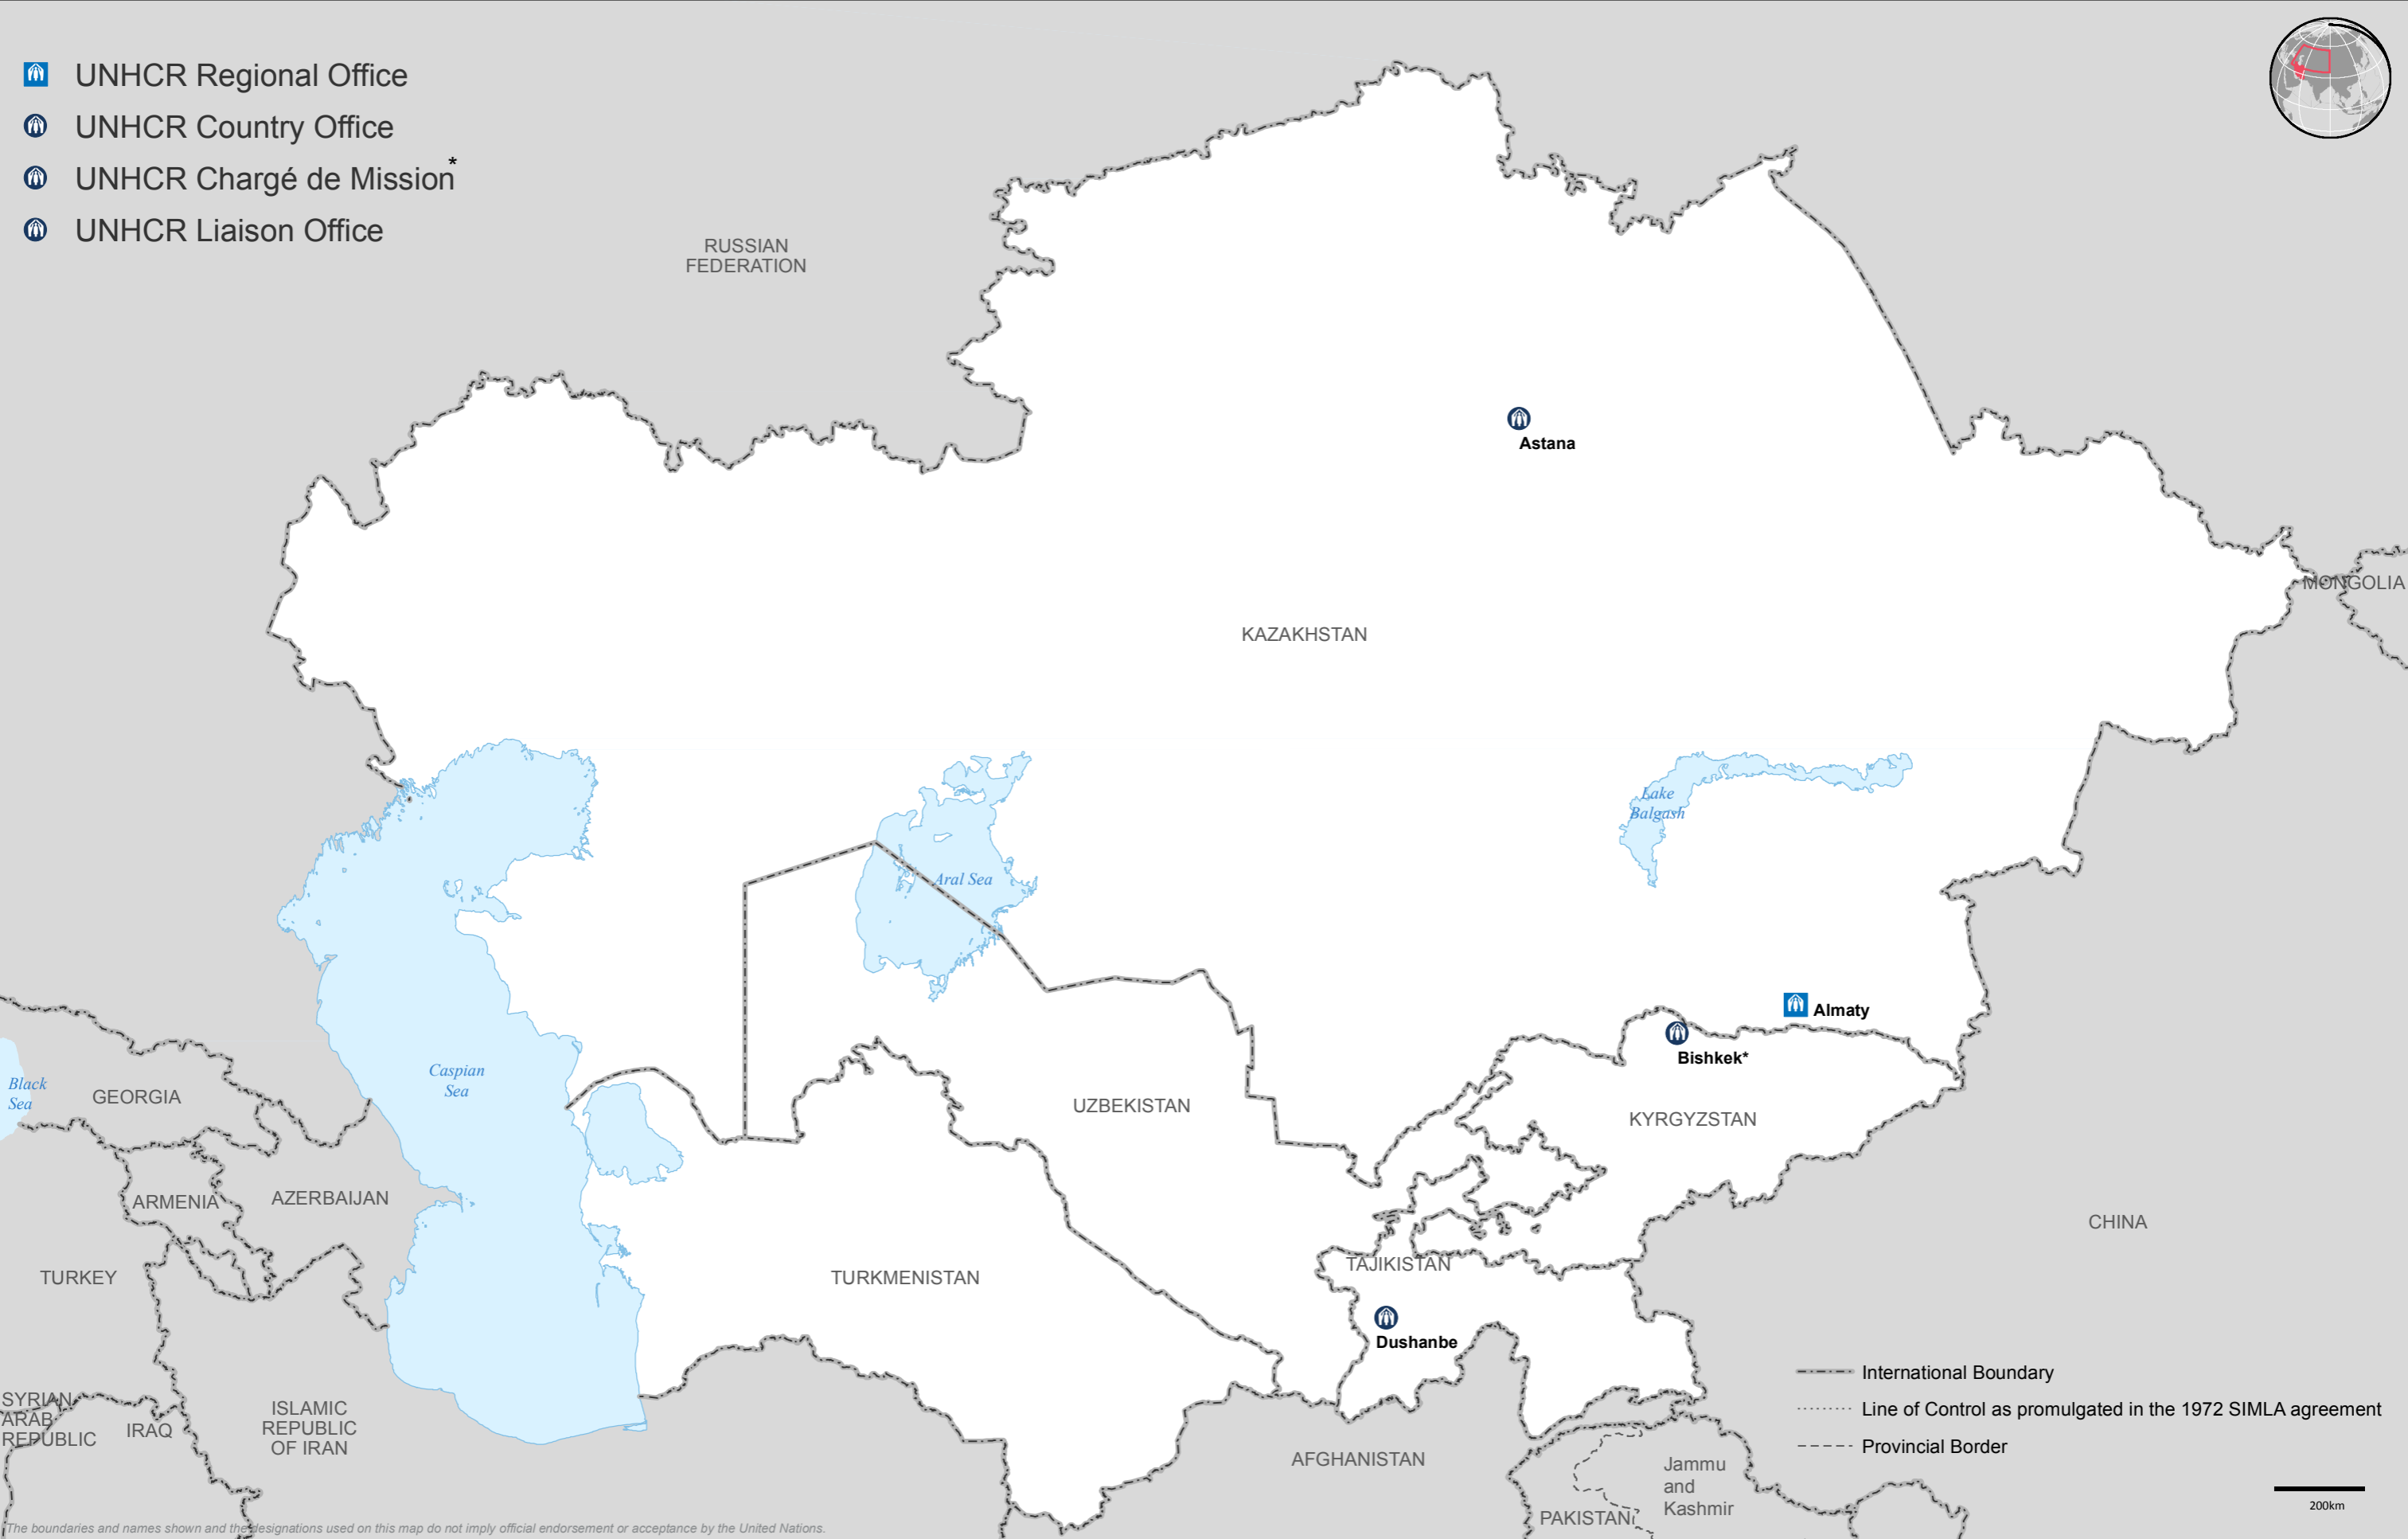 UNHCR Regional Office
UNHCR Country Office
UNHCR Chargé de Mission*
UNHCR Liaison Office
RUSSIAN
FEDERATION
Astana
MONGOLIA
KAZAKHSTAN
Lake
Balgash
Aral Sea
Almaty
Bishkek*
Caspian
Sea
Black
Sea
GEORGIA
UZBEKISTAN
KYRGYZSTAN
ARMENIA
AZERBAIJAN
CHINA
TURKEY
TURKMENISTAN
TAJIKISTAN
Dushanbe
International Boundary
Line of Control as promulgated in the 1972 SIMLA agreement
Provincial Border
SYRIAN
ARAB
REPUBLIC
IRAQ
ISLAMIC
REPUBLIC
OF IRAN
AFGHANISTAN
Jammu
and
Kashmir
PAKISTAN
200km
The boundaries and names shown and the designations used on this map do not imply official endorsement or acceptance by the United Nations.